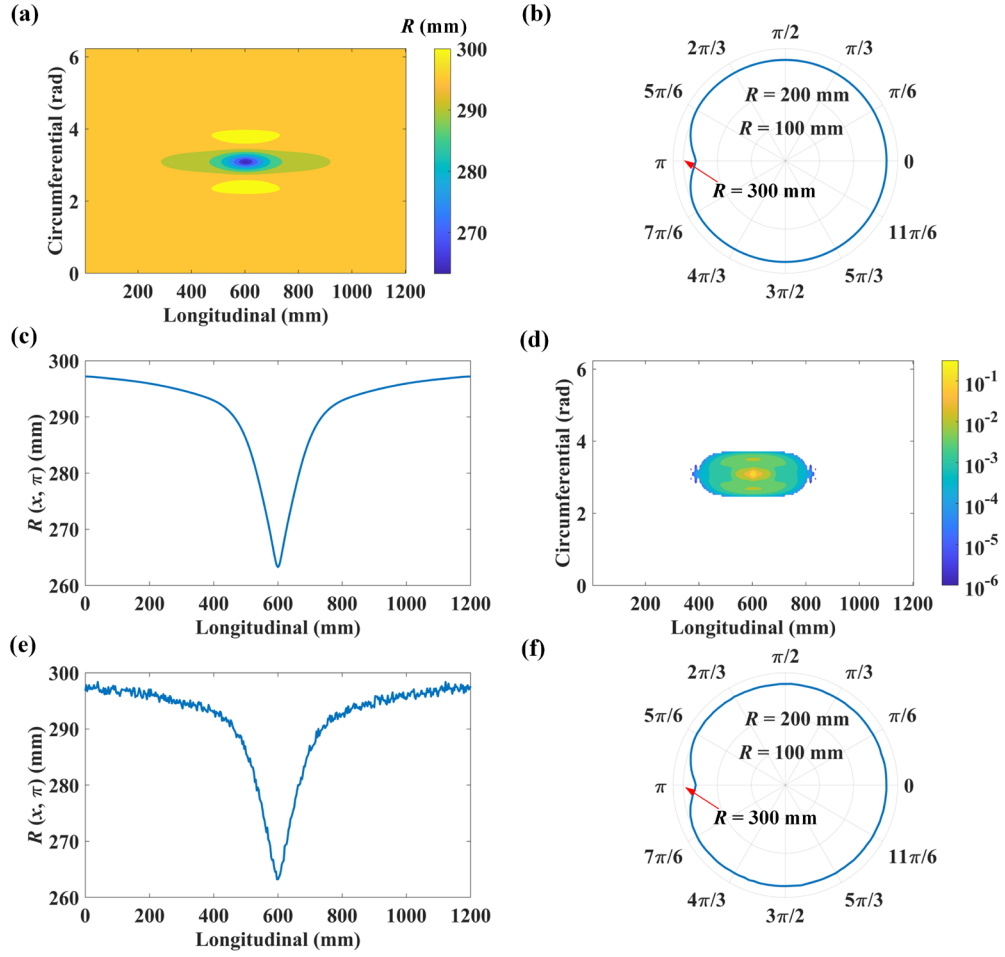 (a)
R (mm)
Circumferential (rad)
6
4
2
0
200 400 600 800 1000 1200
Longitudinal (mm)
300
290
280
270
(b)
π/2
2π/3 π/3
5π/6 π/6
R = 200 mm
R = 100 mm
π 0
R = 300 mm
7π/6 11π/6
4π/3 5π/3
3π/2
(c)
R (x, π) (mm)
300
290
280
270
260
0 200 400 600 800 1000 1200
Longitudinal (mm)
(d)
Circumferential (rad)
6
4
2
0
200 400 600 800 1000 1200
Longitudinal (mm)
10-1
10-2
10-3
10-4
10-5
10-6
(e)
R (x, π) (mm)
300
290
280
270
260
0 200 400 600 800 1000 1200
Longitudinal (mm)
(f)
π/2
2π/3 π/3
5π/6 π/6
R = 200 mm
R = 100 mm
π 0
R = 300 mm
7π/6 11π/6
4π/3 5π/3
3π/2